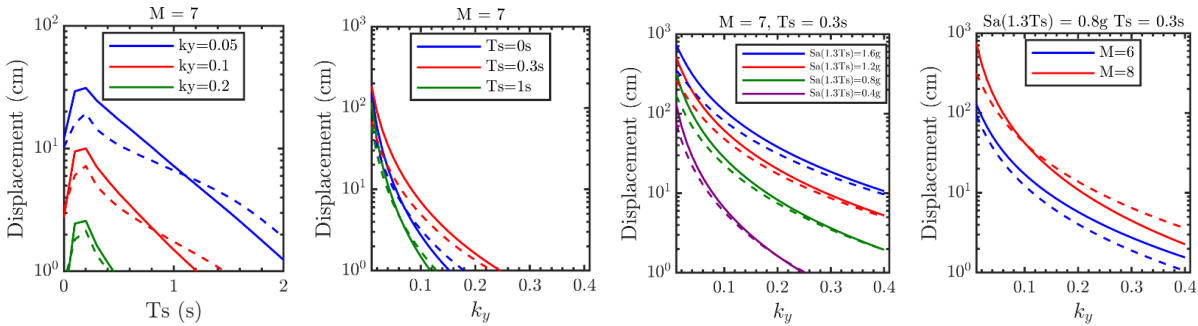 M = 7
Displacement (cm)
10^2
10^1
10^0
ky=0.05
ky=0.1
ky=0.2
0
1
2
Ts (s)
M = 7
Displacement (cm)
10^3
10^2
10^1
10^0
Ts=0s
Ts=0.3s
Ts=1s
0.1
0.2
0.3
0.4
k_y
M = 7, Ts = 0.3s
Displacement (cm)
10^3
10^2
10^1
10^0
Sa(1.3Ts)=1.6g
Sa(1.3Ts)=1.2g
Sa(1.3Ts)=0.8g
Sa(1.3Ts)=0.4g
0.1
0.2
0.3
0.4
k_y
Sa(1.3Ts) = 0.8g Ts = 0.3s
Displacement (cm)
10^3
10^2
10^1
10^0
M=6
M=8
0.1
0.2
0.3
0.4
k_y